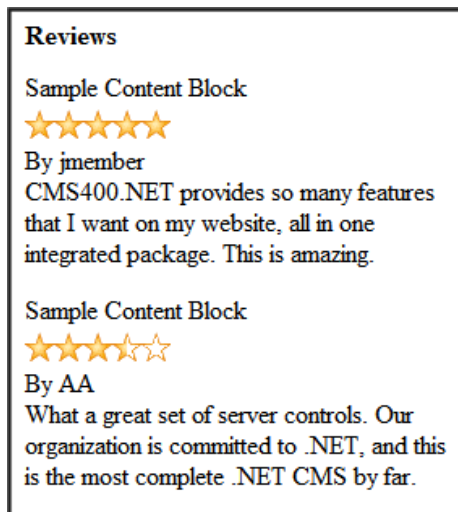 Reviews
Sample Content Block
By jmember
CMS400.NET provides so many features
that I want on my website, all in one
integrated package. This is amazing.
Sample Content Block
By AA
What a great set of server controls. Our
organization is committed to .NET, and this
is the most complete .NET CMS by far.